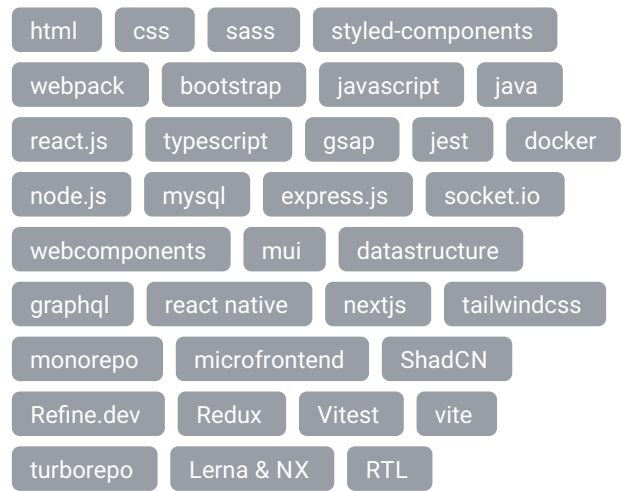 html css sass styled-components
webpack bootstrap javascript java
react.js typescript gsap jest docker
node.js mysql express.js socket.io
webcomponents mui datastructure
graphql react native nextjs tailwindcss
monorepo microfrontend ShadCN
Refine.dev Redux Vitest vite
turborepo Lerna & NX RTL